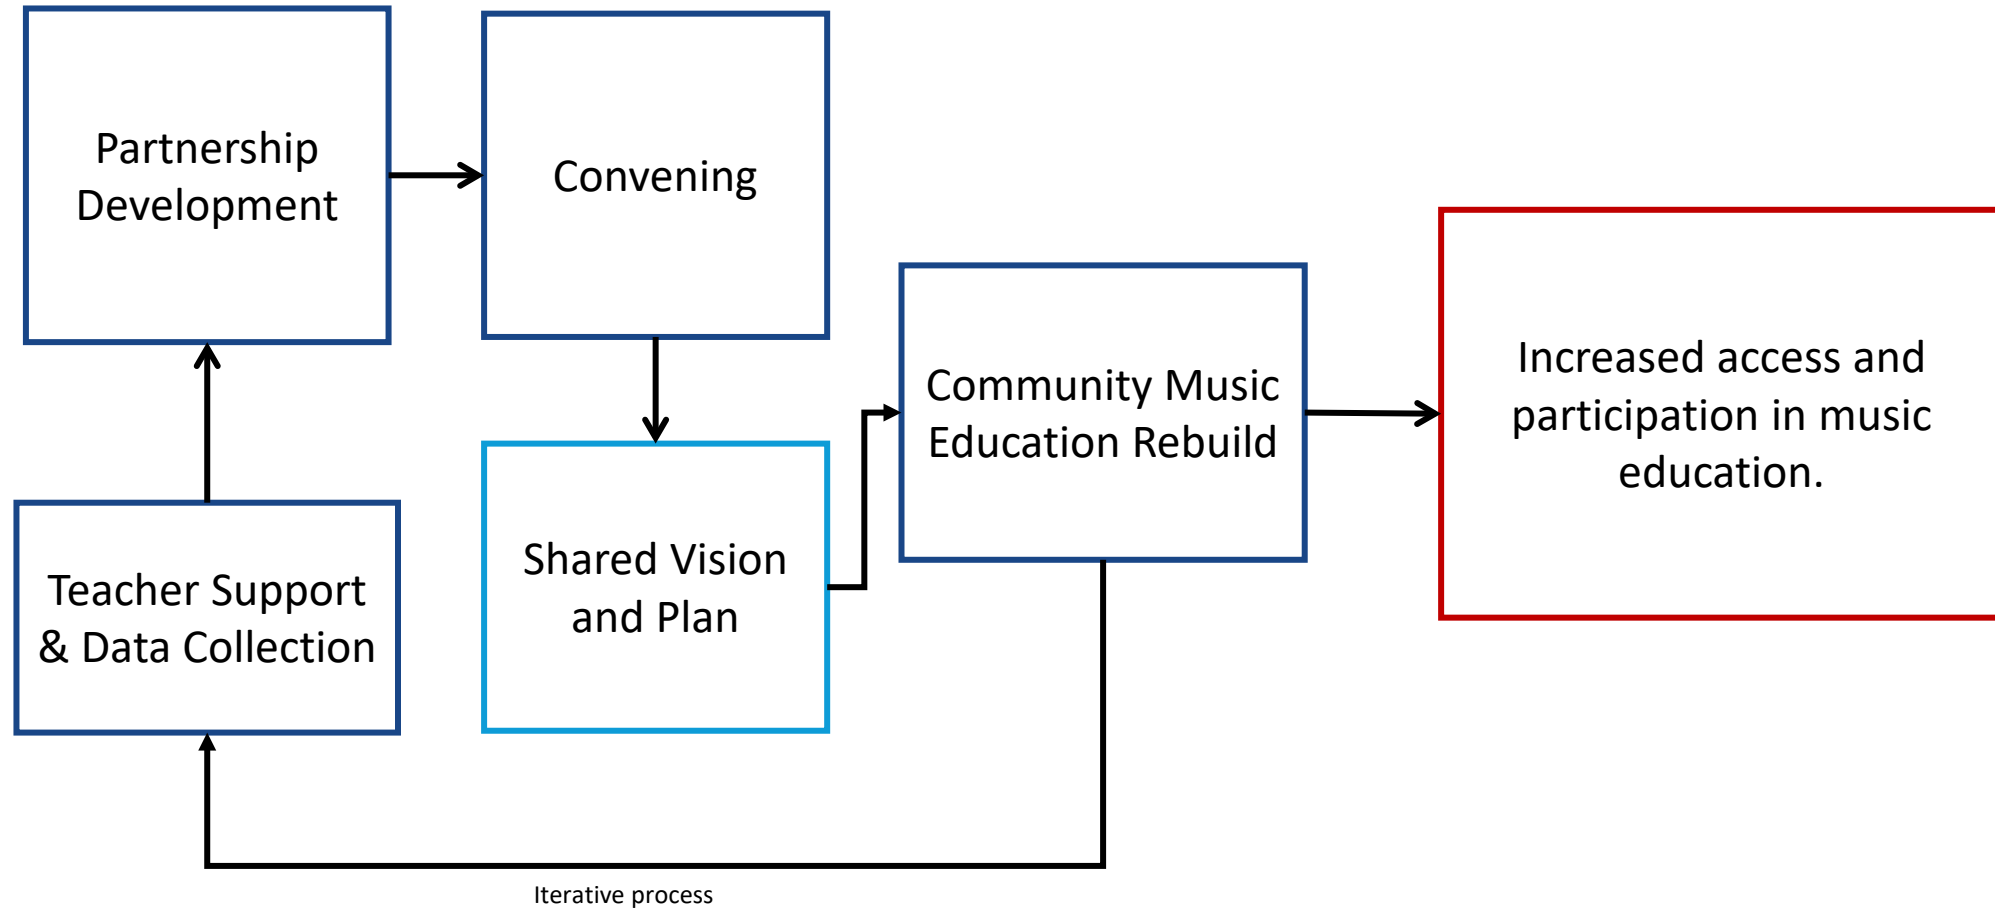 Partnership
Development
Convening
Community Music
Education Rebuild
Increased access and
participation in music
education.
Shared Vision
and Plan
Teacher Support
& Data Collection
Iterative process